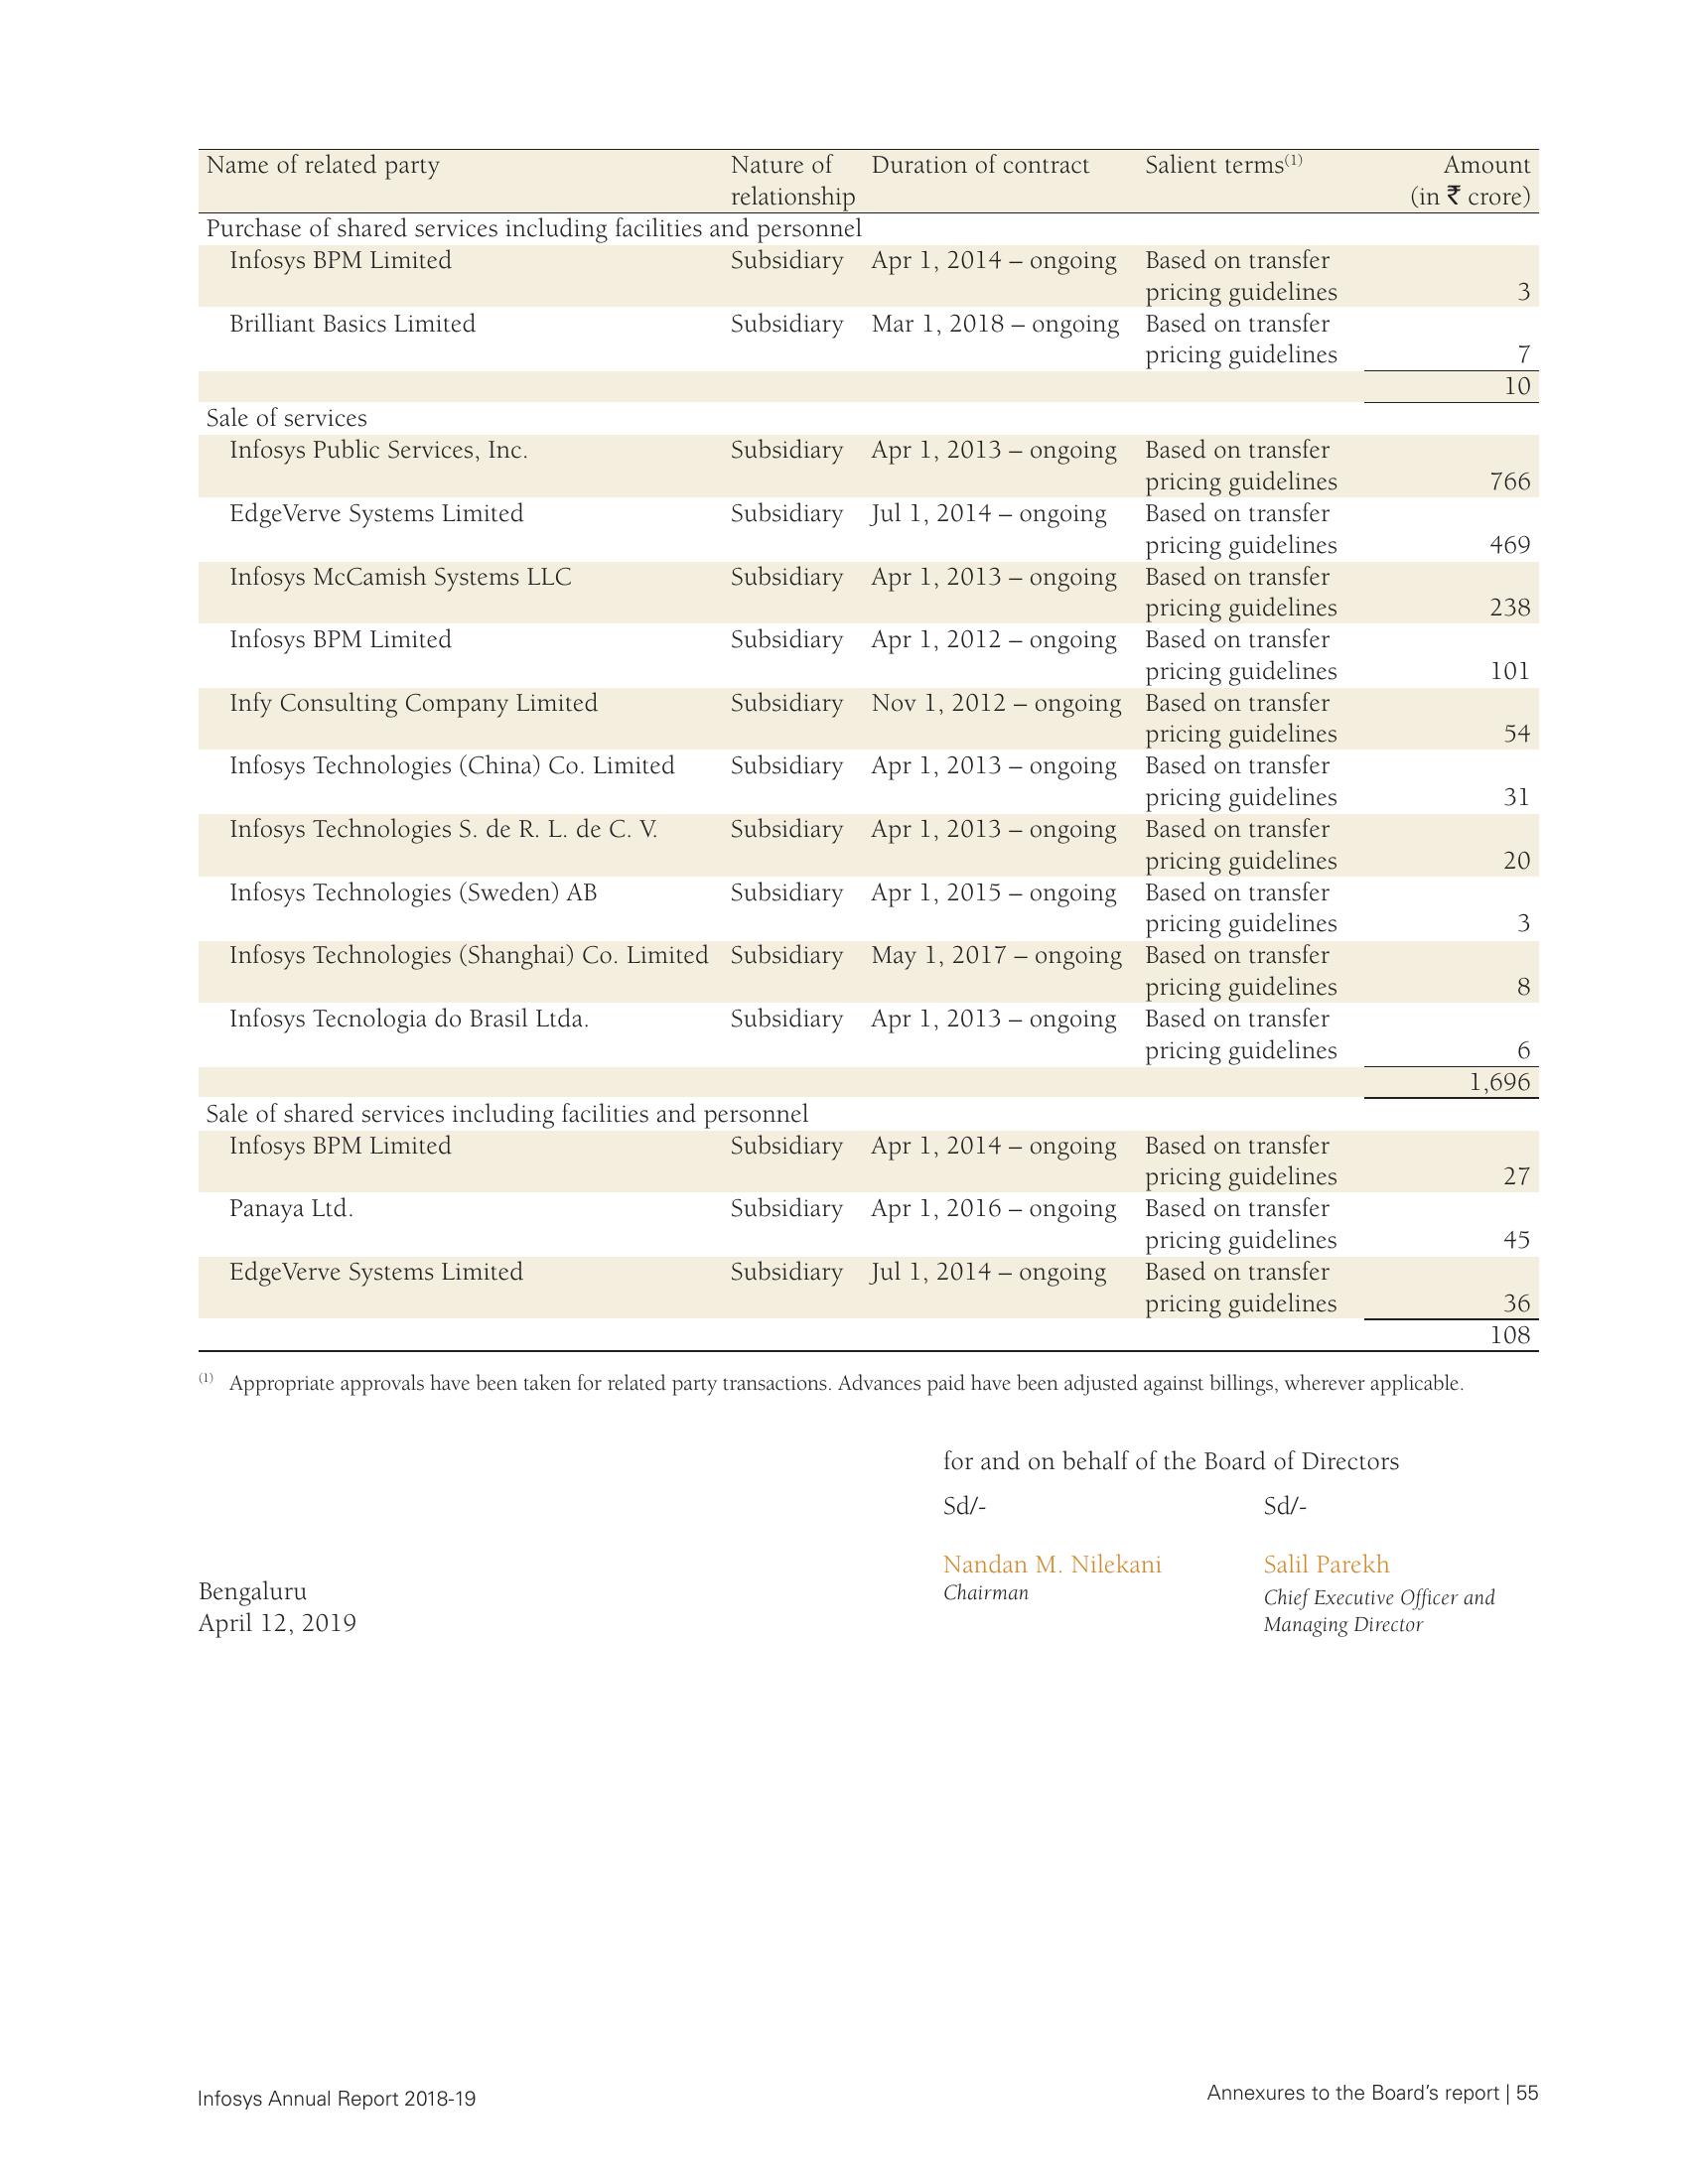 Name of related party Nature of relationship Duration of contract Salient terms(1) Amount (in ₹ crore)
Purchase of shared services including facilities and personnel
Infosys BPM Limited Subsidiary Apr 1, 2014 – ongoing Based on transfer pricing guidelines 3
Brilliant Basics Limited Subsidiary Mar 1, 2018 – ongoing Based on transfer pricing guidelines 7
10
Sale of services
Infosys Public Services, Inc. Subsidiary Apr 1, 2013 – ongoing Based on transfer pricing guidelines 766
EdgeVerve Systems Limited Subsidiary Jul 1, 2014 – ongoing Based on transfer pricing guidelines 469
Infosys McCamish Systems LLC Subsidiary Apr 1, 2013 – ongoing Based on transfer pricing guidelines 238
Infosys BPM Limited Subsidiary Apr 1, 2012 – ongoing Based on transfer pricing guidelines 101
Infy Consulting Company Limited Subsidiary Nov 1, 2012 – ongoing Based on transfer pricing guidelines 54
Infosys Technologies (China) Co. Limited Subsidiary Apr 1, 2013 – ongoing Based on transfer pricing guidelines 31
Infosys Technologies S. de R. L. de C. V. Subsidiary Apr 1, 2013 – ongoing Based on transfer pricing guidelines 20
Infosys Technologies (Sweden) AB Subsidiary Apr 1, 2015 – ongoing Based on transfer pricing guidelines 3
Infosys Technologies (Shanghai) Co. Limited Subsidiary May 1, 2017 – ongoing Based on transfer pricing guidelines 8
Infosys Tecnologia do Brasil Ltda. Subsidiary Apr 1, 2013 – ongoing Based on transfer pricing guidelines 6
1,696
Sale of shared services including facilities and personnel
Infosys BPM Limited Subsidiary Apr 1, 2014 – ongoing Based on transfer pricing guidelines 27
Panaya Ltd. Subsidiary Apr 1, 2016 – ongoing Based on transfer pricing guidelines 45
EdgeVerve Systems Limited Subsidiary Jul 1, 2014 – ongoing Based on transfer pricing guidelines 36
108
(1) Appropriate approvals have been taken for related party transactions. Advances paid have been adjusted against billings, wherever applicable.
for and on behalf of the Board of Directors
Sd/- Sd/-
Nandan M. Nilekani Salil Parekh
Chairman Chief Executive Officer and
Managing Director
Bengaluru
April 12, 2019
Infosys Annual Report 2018-19 Annexures to the Board's report | 55